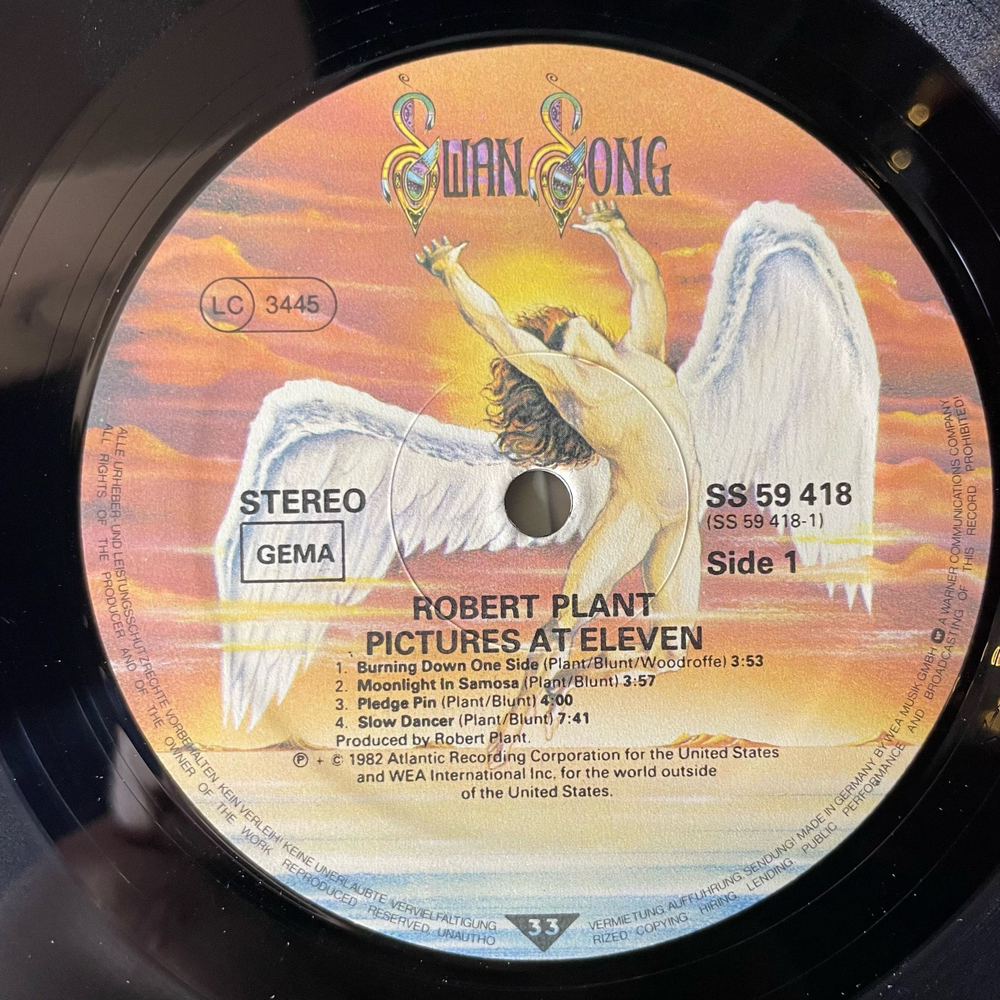 SWAN SONG
LC 3445
STEREO
GEMA
SS 59 418
(SS 59 418-1)
Side 1
ROBERT PLANT
PICTURES AT ELEVEN
1. Burning Down One Side (Plant/Blunt/Woodroffe) 3:53
2. Moonlight In Samosa (Plant/Blunt) 3:57
3. Pledge Pin (Plant/Blunt) 4:00
4. Slow Dancer (Plant/Blunt) 7:41
Produced by Robert Plant.
℗ + © 1982 Atlantic Recording Corporation for the United States
and WEA International Inc. for the world outside
of the United States.
ALLE URHEBER- UND LEISTUNGSSCHUTZRECHTE VORBEHALTEN KEIN VERLEIH! KEINE UNERLAUBTE VERVIELFÄLTIGUNG
VERMIETUNG, AUFFÜHRUNG, SENDUNG! MADE IN GERMANY BY WEA MUSIK GMBH A WARNER COMMUNICATIONS COMPANY
ALL RIGHTS OF THE PRODUCER AND OF THE OWNER OF THE WORK REPRODUCED RESERVED UNAUTHO
RIZED COPYING HIRING LENDING PUBLIC PERFORMANCE AND BROADCASTING OF THIS RECORD PROHIBITED!
33